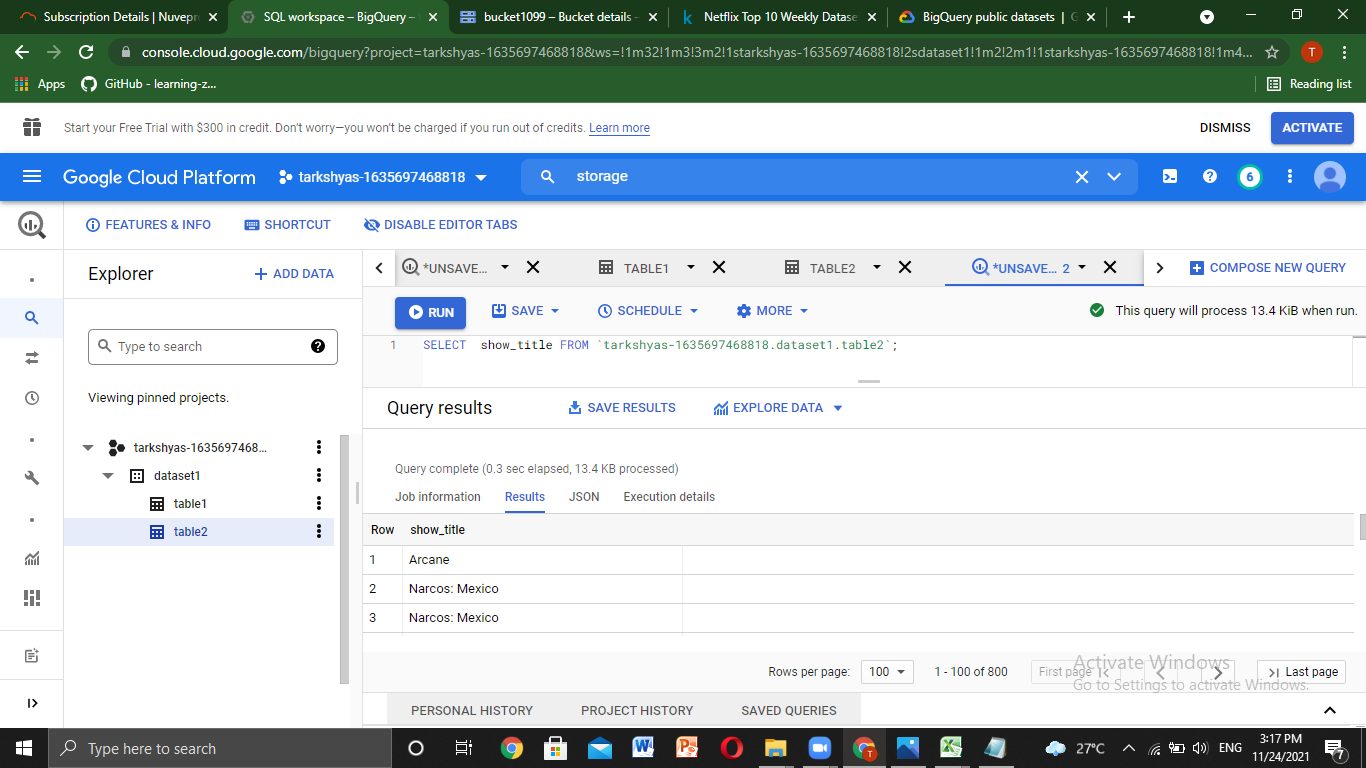 Subscription Details | Nuvepr
SQL workspace – BigQuery –
bucket1099 – Bucket details –
Netflix Top 10 Weekly Datase
BigQuery public datasets | G
console.cloud.google.com/bigquery?project=tarkshyas-1635697468818&ws=!1m32!1m3!3m2!1starkshyas-1635697468818!2sdataset1!1m2!2m1!1starkshyas-1635697468818!1m4...
T
Apps
GitHub - learning-z...
Reading list
Start your Free Trial with $300 in credit. Don't worry—you won't be charged if you run out of credits. Learn more
DISMISS
ACTIVATE
Google Cloud Platform
tarkshyas-1635697468818
storage
6
FEATURES & INFO
SHORTCUT
DISABLE EDITOR TABS
Explorer
+ ADD DATA
*UNSAVE...
TABLE1
TABLE2
*UNSAVE... 2
COMPOSE NEW QUERY
RUN
SAVE
SCHEDULE
MORE
This query will process 13.4 KiB when run.
Type to search
1 SELECT show_title FROM `tarkshyas-1635697468818.dataset1.table2`;
Viewing pinned projects.
Query results
SAVE RESULTS
EXPLORE DATA
tarkshyas-163569746...
dataset1
table1
table2
Query complete (0.3 sec elapsed, 13.4 KB processed)
Job information
Results
JSON
Execution details
Row show_title
1 Arcane
2 Narcos: Mexico
3 Narcos: Mexico
Rows per page: 100 1 - 100 of 800 First page Last page
Activate Windows
Go to Settings to activate Windows.
PERSONAL HISTORY
PROJECT HISTORY
SAVED QUERIES
Type here to search
27°C
ENG
3:17 PM
11/24/2021
7